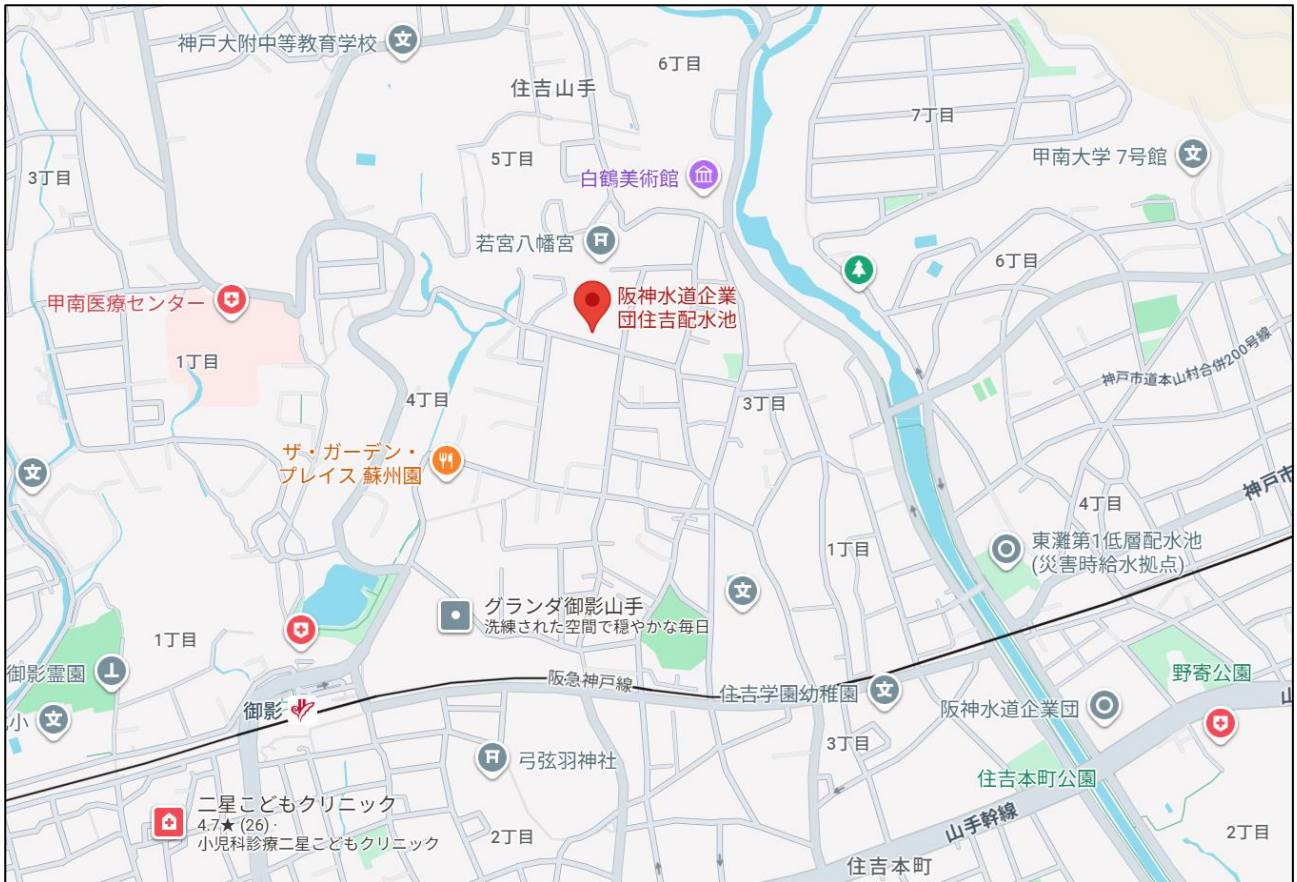 神戸大附中等教育学校
6丁目
住吉山手
7丁目
5丁目
甲南大学 7号館
3丁目
白鶴美術館
若宮八幡宮
6丁目
甲南医療センター
阪神水道企業
団住吉配水池
1丁目
神戸市道本山村合併200号線
4丁目
3丁目
ザ・ガーデン・
プレイス 蘇州園
神戸市
4丁目
東灘第1低層配水池
(災害時給水拠点)
1丁目
グランダ御影山手
洗練された空間で穏やかな毎日
1丁目
御影霊園
阪急神戸線
野寄公園
住吉学園幼稚園
御影
阪神水道企業団
小
山
3丁目
弓弦羽神社
住吉本町公園
二星こどもクリニック
4.7★ (26) ·
小児科診療二星こどもクリニック
山手幹線
2丁目
2丁目
住吉本町